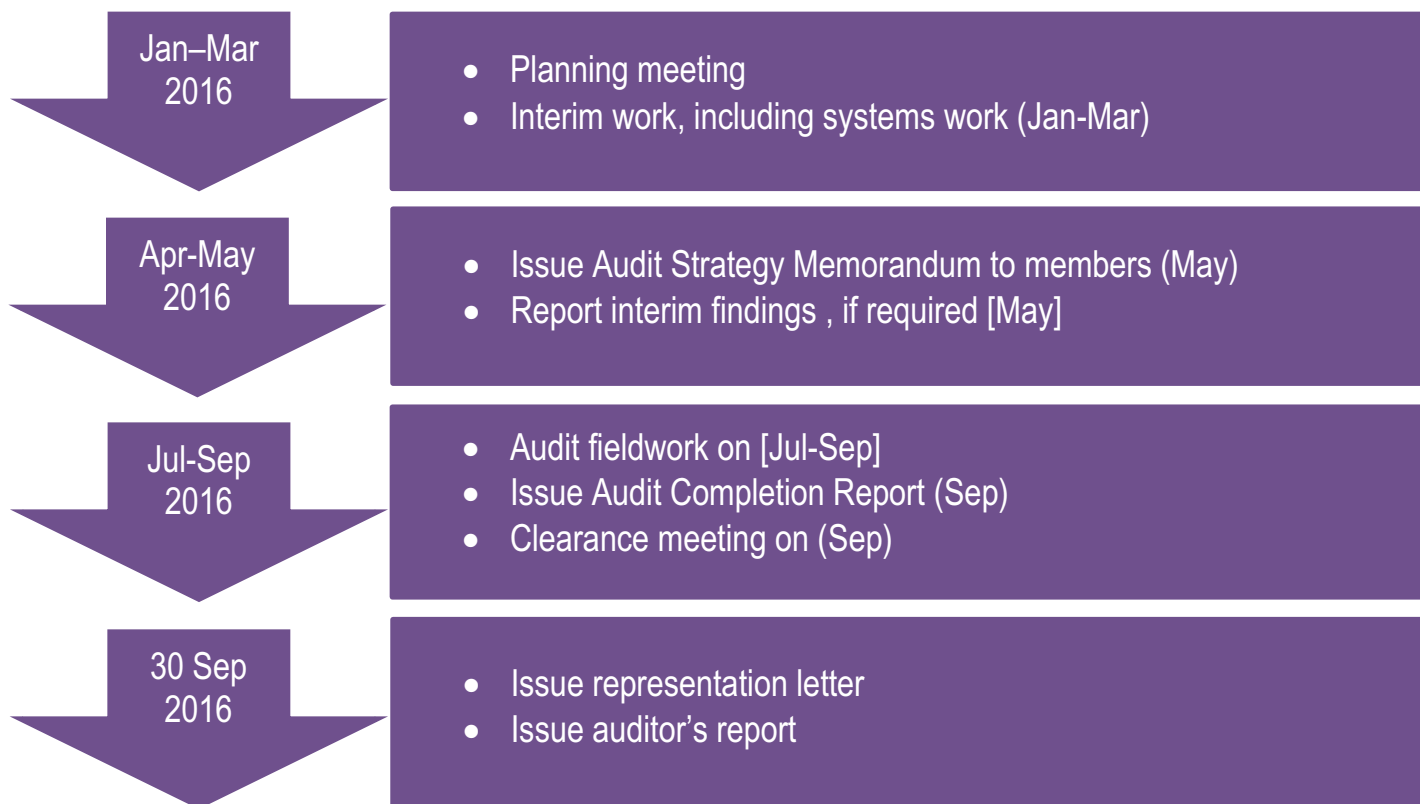 Jan–Mar
2016
• Planning meeting
• Interim work, including systems work (Jan-Mar)
Apr-May
2016
• Issue Audit Strategy Memorandum to members (May)
• Report interim findings , if required [May]
Jul-Sep
2016
• Audit fieldwork on [Jul-Sep]
• Issue Audit Completion Report (Sep)
• Clearance meeting on (Sep)
30 Sep
2016
• Issue representation letter
• Issue auditor’s report